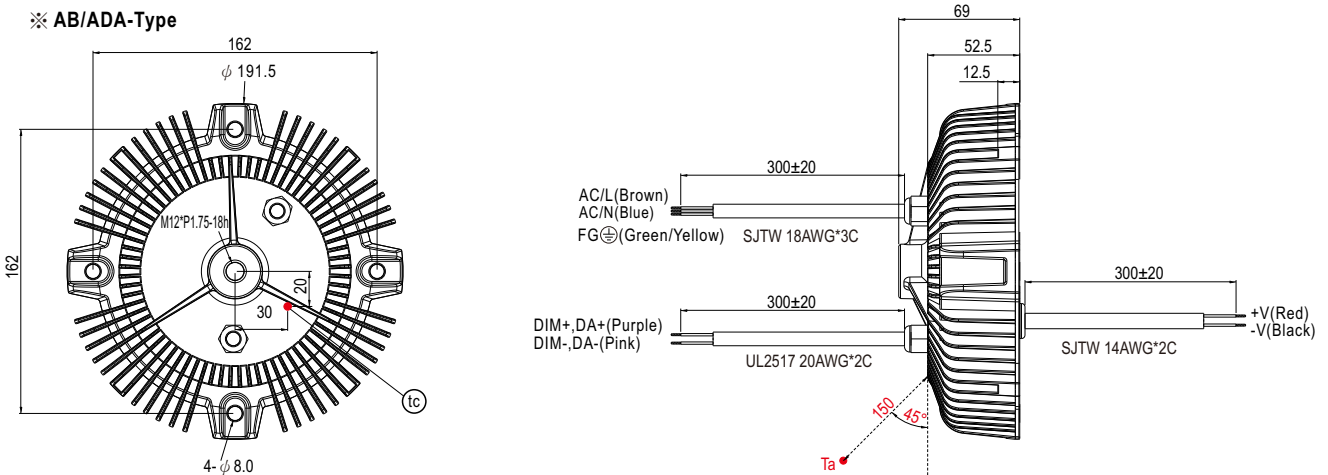 ※ AB/ADA-Type
162
ϕ 191.5
162
M12*P1.75-18h
20
30
tc
4-ϕ8.0
69
52.5
12.5
300±20
AC/L(Brown)
AC/N(Blue)
FG⏚(Green/Yellow)
SJTW 18AWG*3C
300±20
DIM+,DA+(Purple)
DIM-,DA-(Pink)
UL2517 20AWG*2C
300±20
+V(Red)
-V(Black)
SJTW 14AWG*2C
150
45°
Ta